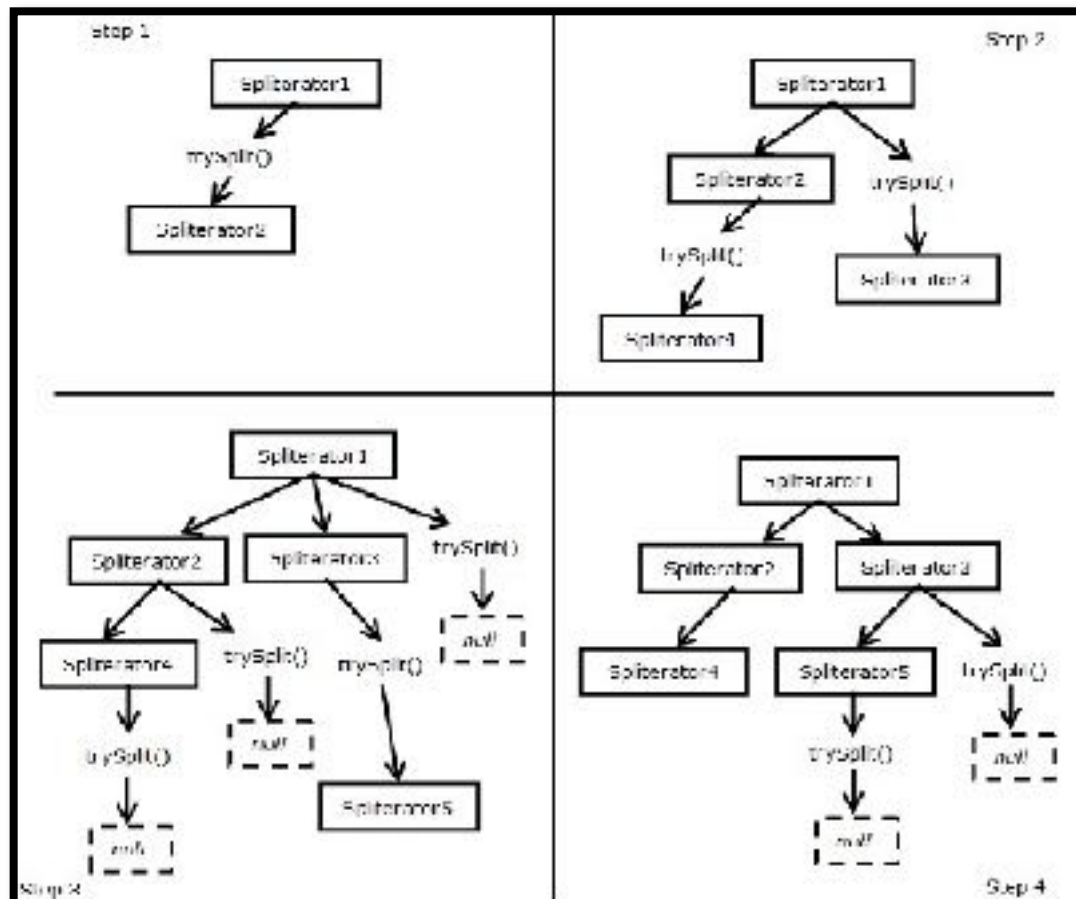 Step 1
Spliterator1
trySplit()
Spliterator2
Step 2
Spliterator1
Spliterator2
trySplit()
trySplit()
Spliterator3
Spliterator4
Spliterator1
Spliterator2
Spliterator3
trySplit()
null
Spliterator4
trySplit()
trySplit()
null
trySplit()
Spliterator5
null
Step 3
Spliterator1
Spliterator2
Spliterator3
Spliterator4
Spliterator5
trySplit()
null
trySplit()
null
Step 4